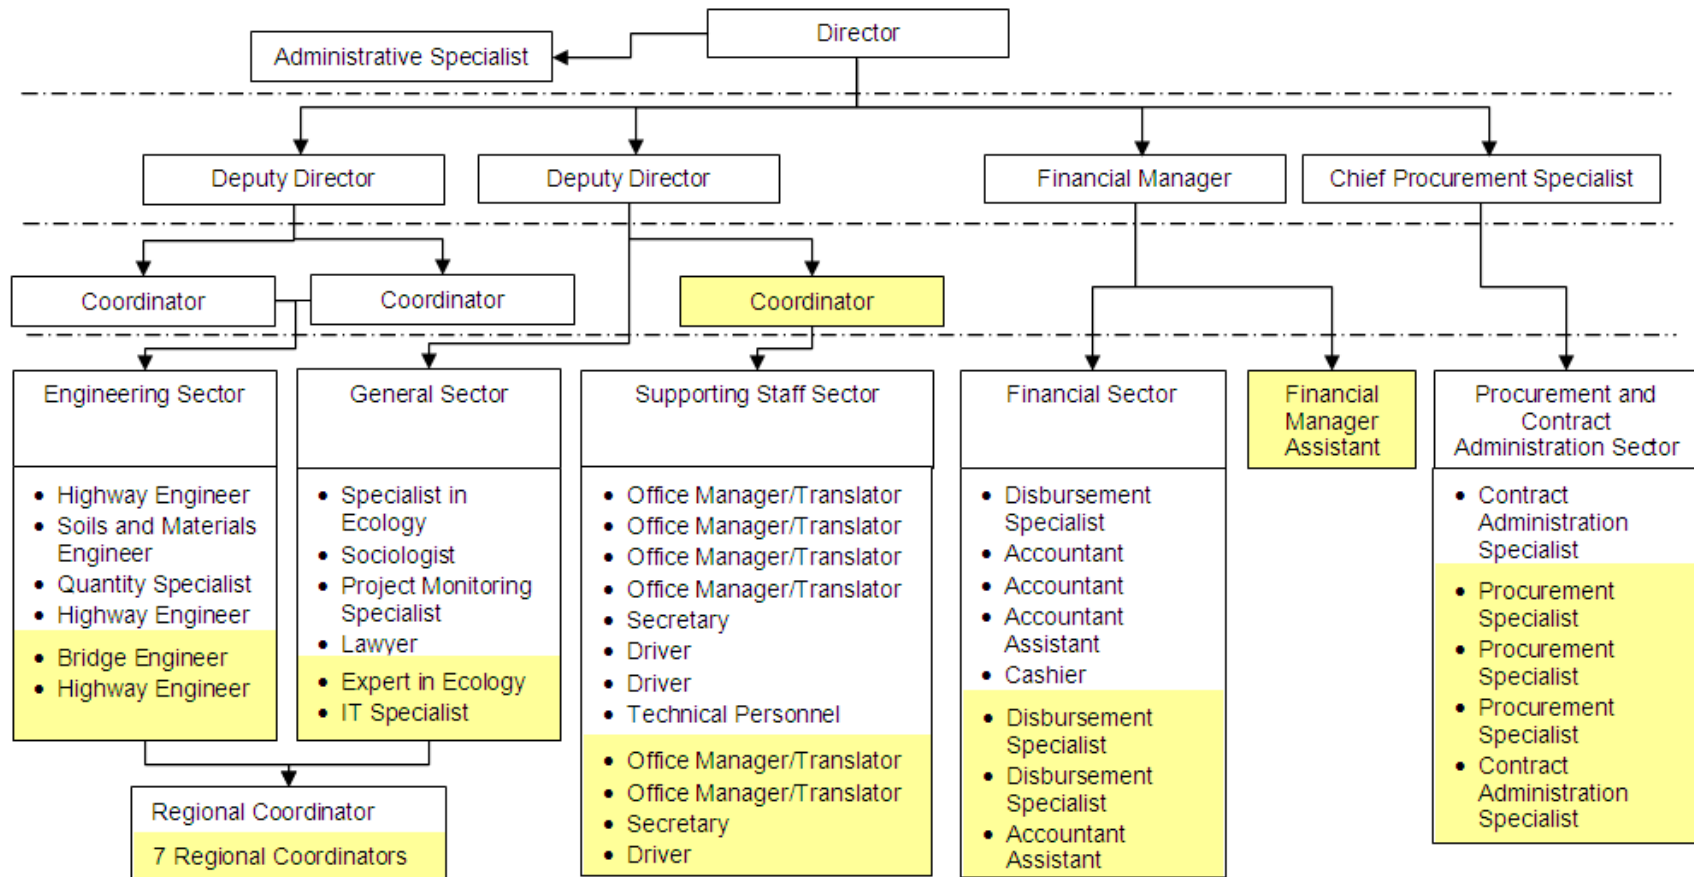 Director
Administrative Specialist
Deputy Director
Deputy Director
Financial Manager
Chief Procurement Specialist
Coordinator
Coordinator
Coordinator
Engineering Sector
• Highway Engineer
• Soils and Materials
Engineer
• Quantity Specialist
• Highway Engineer
• Bridge Engineer
• Highway Engineer
General Sector
• Specialist in
Ecology
• Sociologist
• Project Monitoring
Specialist
• Lawyer
• Expert in Ecology
• IT Specialist
Regional Coordinator
7 Regional Coordinators
Supporting Staff Sector
• Office Manager/Translator
• Office Manager/Translator
• Office Manager/Translator
• Office Manager/Translator
• Secretary
• Driver
• Driver
• Technical Personnel
• Office Manager/Translator
• Office Manager/Translator
• Secretary
• Driver
Financial Sector
• Disbursement
Specialist
• Accountant
• Accountant
• Accountant
Assistant
• Cashier
• Disbursement
Specialist
• Disbursement
Specialist
• Accountant
Assistant
Financial
Manager
Assistant
Procurement and
Contract
Administration Sector
• Contract
Administration
Specialist
• Procurement
Specialist
• Procurement
Specialist
• Procurement
Specialist
• Contract
Administration
Specialist